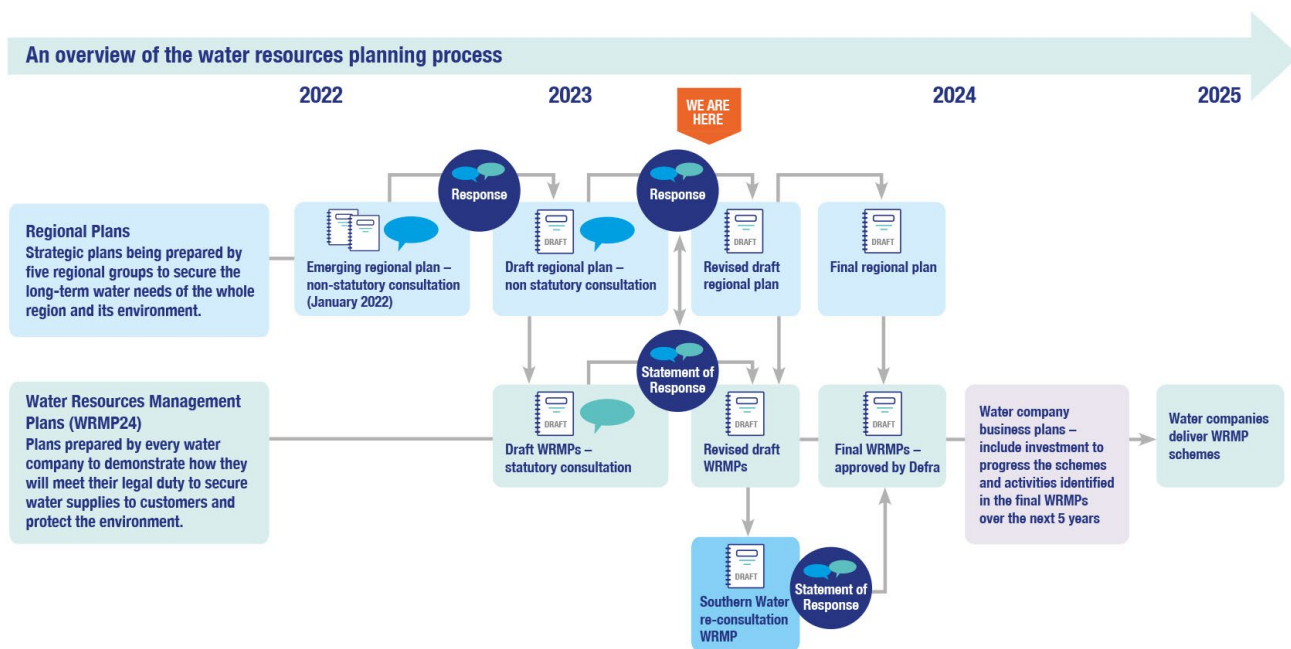 An overview of the water resources planning process
2022
2023
2024
2025
WE ARE
HERE
Response
Response
Regional Plans
Strategic plans being prepared by
five regional groups to secure the
long-term water needs of the whole
region and its environment.
Emerging regional plan –
non-statutory consultation
(January 2022)
DRAFT
Draft regional plan –
non statutory consultation
DRAFT
Revised draft
regional plan
DRAFT
Final regional plan
Statement of
Response
Water Resources Management
Plans (WRMP24)
Plans prepared by every water
company to demonstrate how they
will meet their legal duty to secure
water supplies to customers and
protect the environment.
DRAFT
Draft WRMPs –
statutory consultation
DRAFT
Revised draft
WRMPs
DRAFT
Final WRMPs –
approved by Defra
Water company
business plans –
include investment to
progress the schemes
and activities identified
in the final WRMPs
over the next 5 years
Water companies
deliver WRMP
schemes
DRAFT
Southern Water
re-consultation
WRMP
Statement of
Response